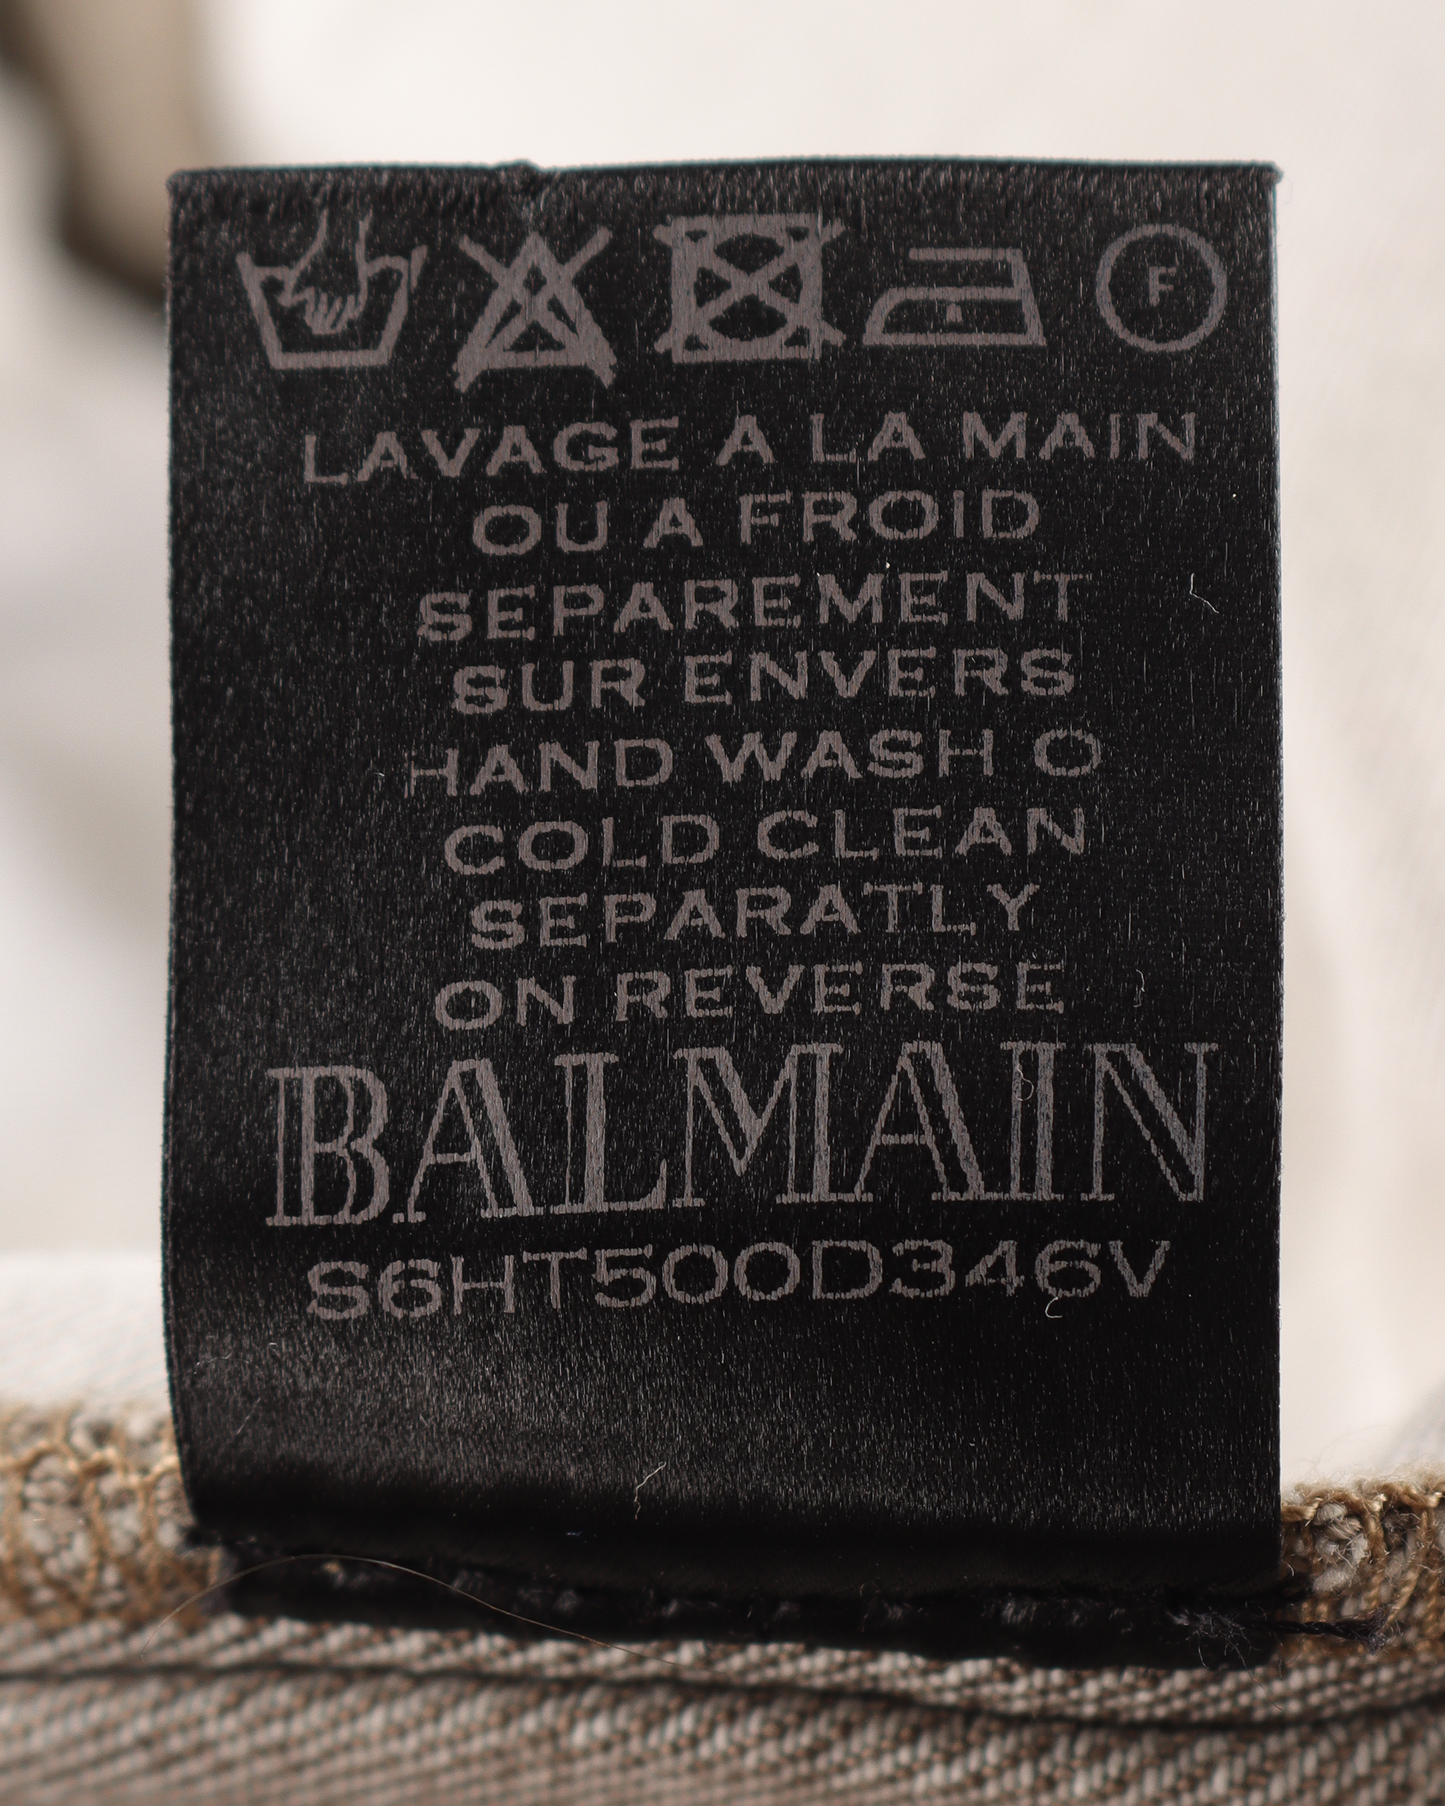 F
LAVAGE A LA MAIN
OU A FROID
SEPAREMENT
SUR ENVERS
HAND WASH O
COLD CLEAN
SEPARATLY
ON REVERSE
BALMAIN
S6HT500D346V